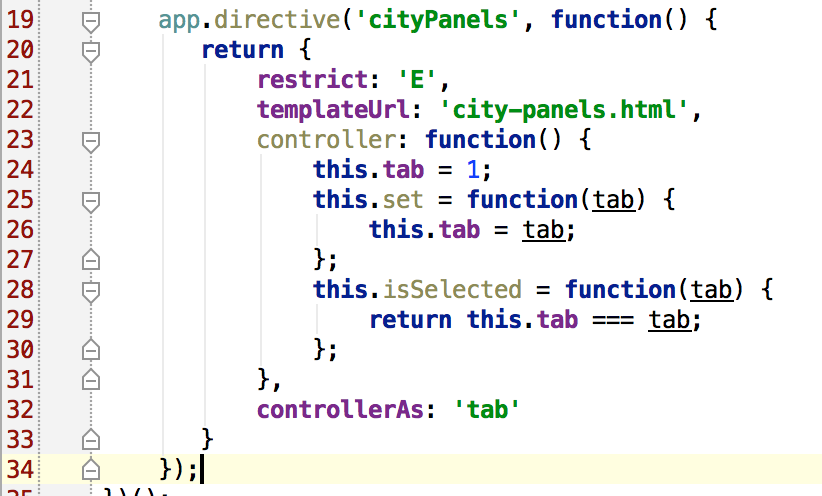 19 app.directive('cityPanels', function() {
20 return {
21 restrict: 'E',
22 templateUrl: 'city-panels.html',
23 controller: function() {
24 this.tab = 1;
25 this.set = function(tab) {
26 this.tab = tab;
27 };
28 this.isSelected = function(tab) {
29 return this.tab === tab;
30 };
31 },
32 controllerAs: 'tab'
33 }
34 });
35 })();